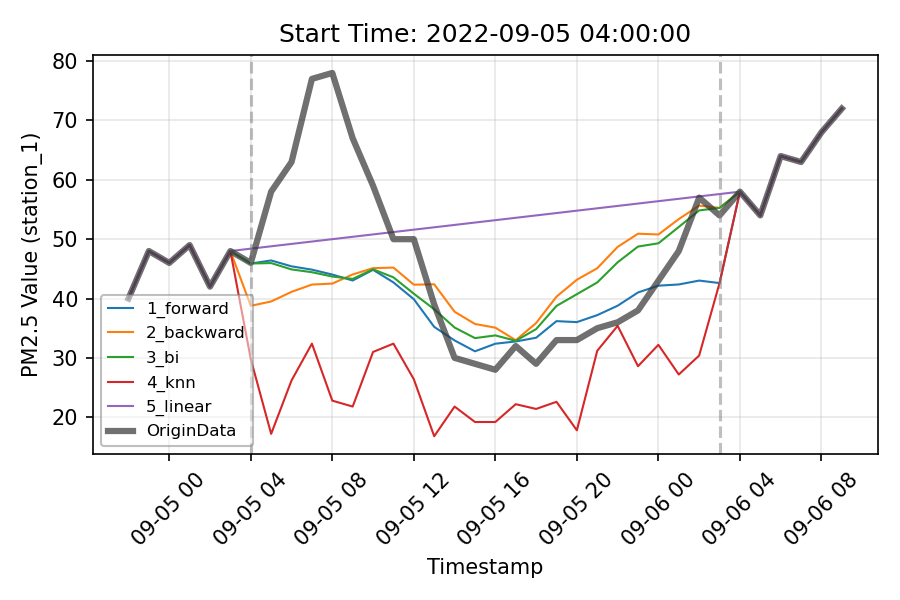 Start Time: 2022-09-05 04:00:00
PM2.5 Value (station_1)
80
70
60
50
40
30
20
1_forward
2_backward
3_bi
4_knn
5_linear
OriginData
09-05 00
09-05 04
09-05 08
09-05 12
09-05 16
09-05 20
09-06 00
09-06 04
09-06 08
Timestamp